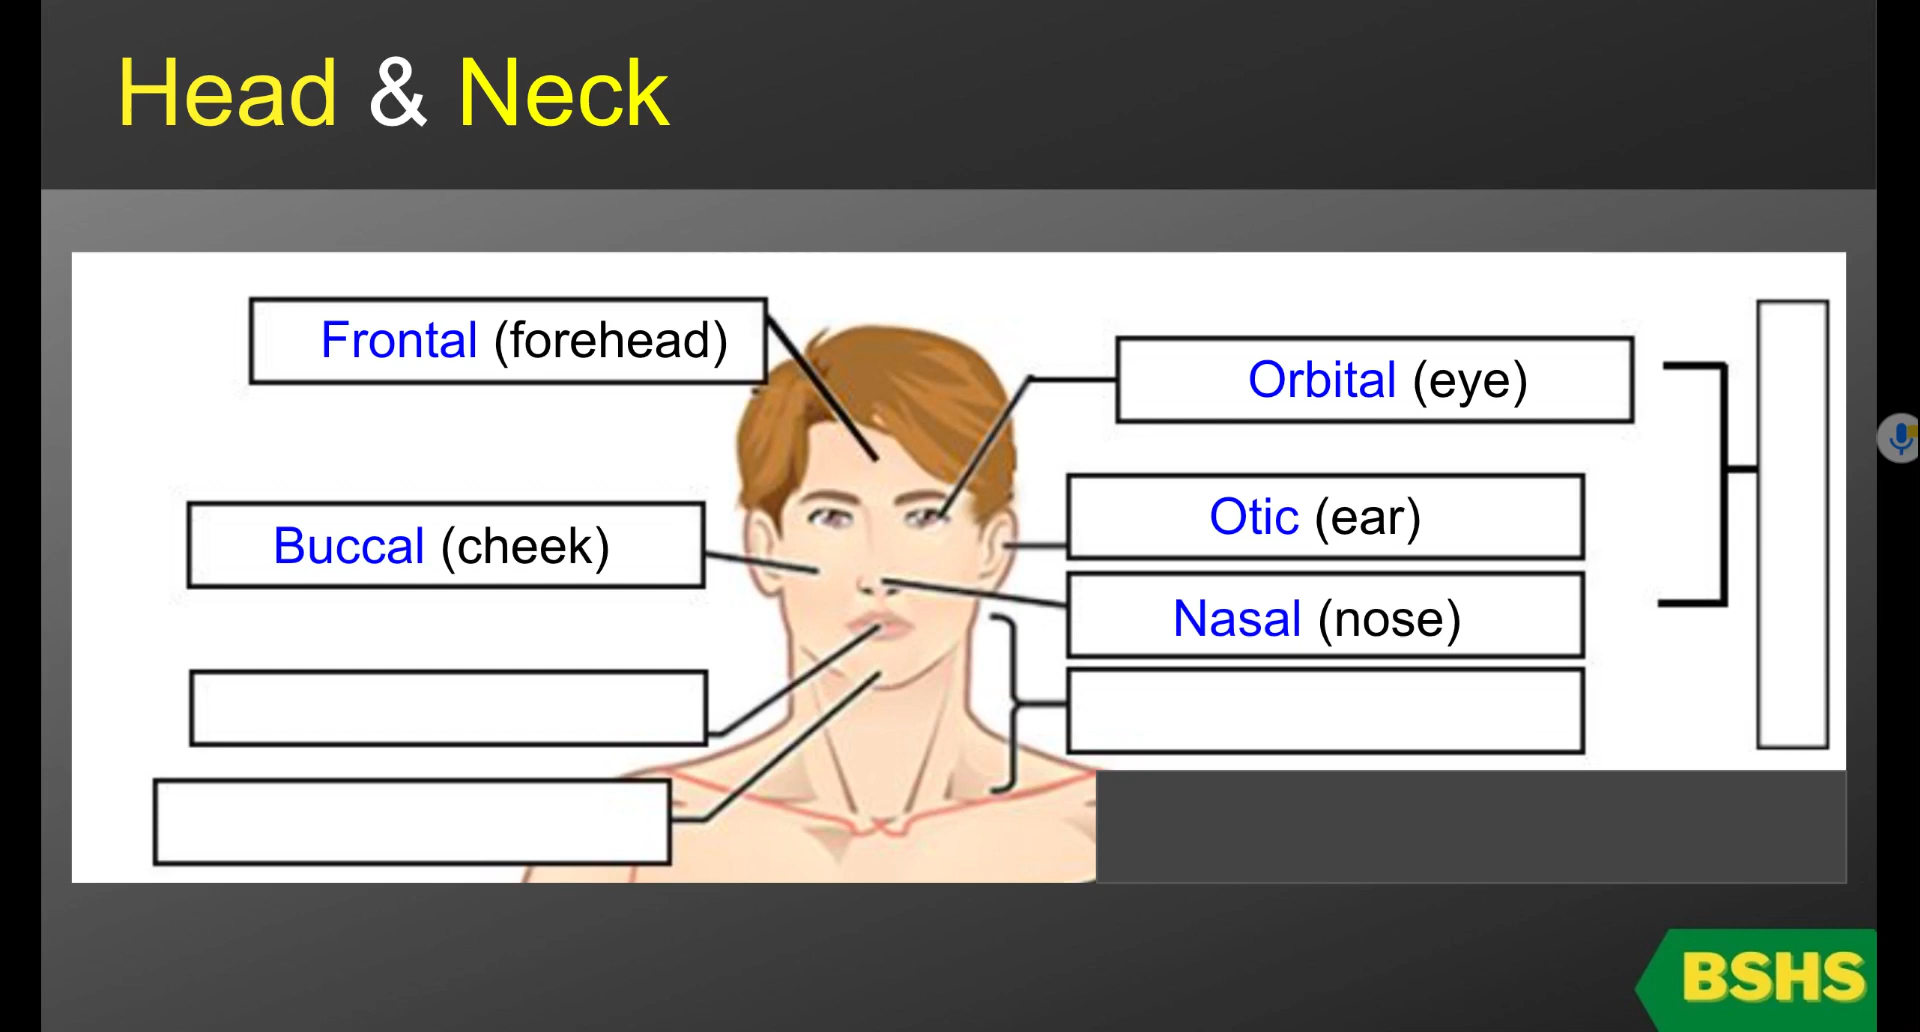 Head & Neck
Frontal (forehead)
Orbital (eye)
Buccal (cheek)
Otic (ear)
Nasal (nose)
BSHS